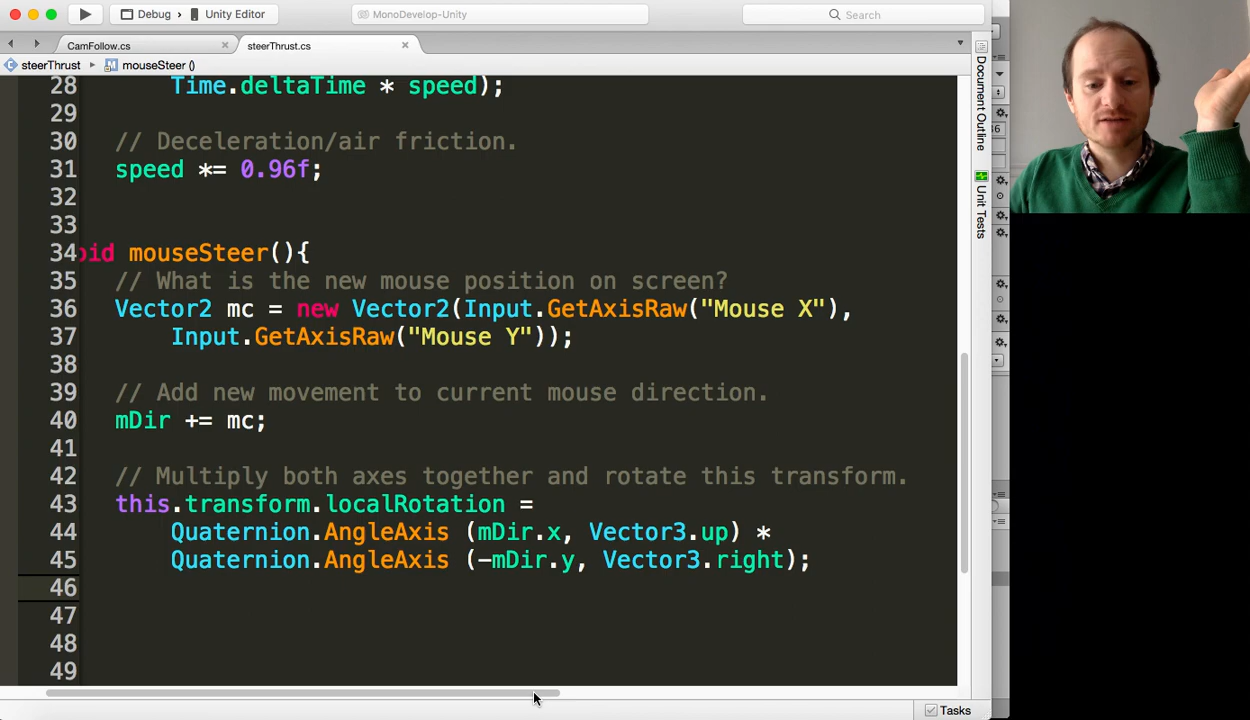 Debug › Unity Editor
MonoDevelop-Unity
Search
CamFollow.cs
steerThrust.cs
steerThrust
mouseSteer ()
28 Time.deltaTime * speed);
29
30 // Deceleration/air friction.
31 speed *= 0.96f;
32
33
34 oid mouseSteer(){
35 // What is the new mouse position on screen?
36 Vector2 mc = new Vector2(Input.GetAxisRaw("Mouse X"),
37 Input.GetAxisRaw("Mouse Y"));
38
39 // Add new movement to current mouse direction.
40 mDir += mc;
41
42 // Multiply both axes together and rotate this transform.
43 this.transform.localRotation =
44 Quaternion.AngleAxis (mDir.x, Vector3.up) *
45 Quaternion.AngleAxis (-mDir.y, Vector3.right);
46
47
48
49
Document Outline
Unit Tests
Tasks